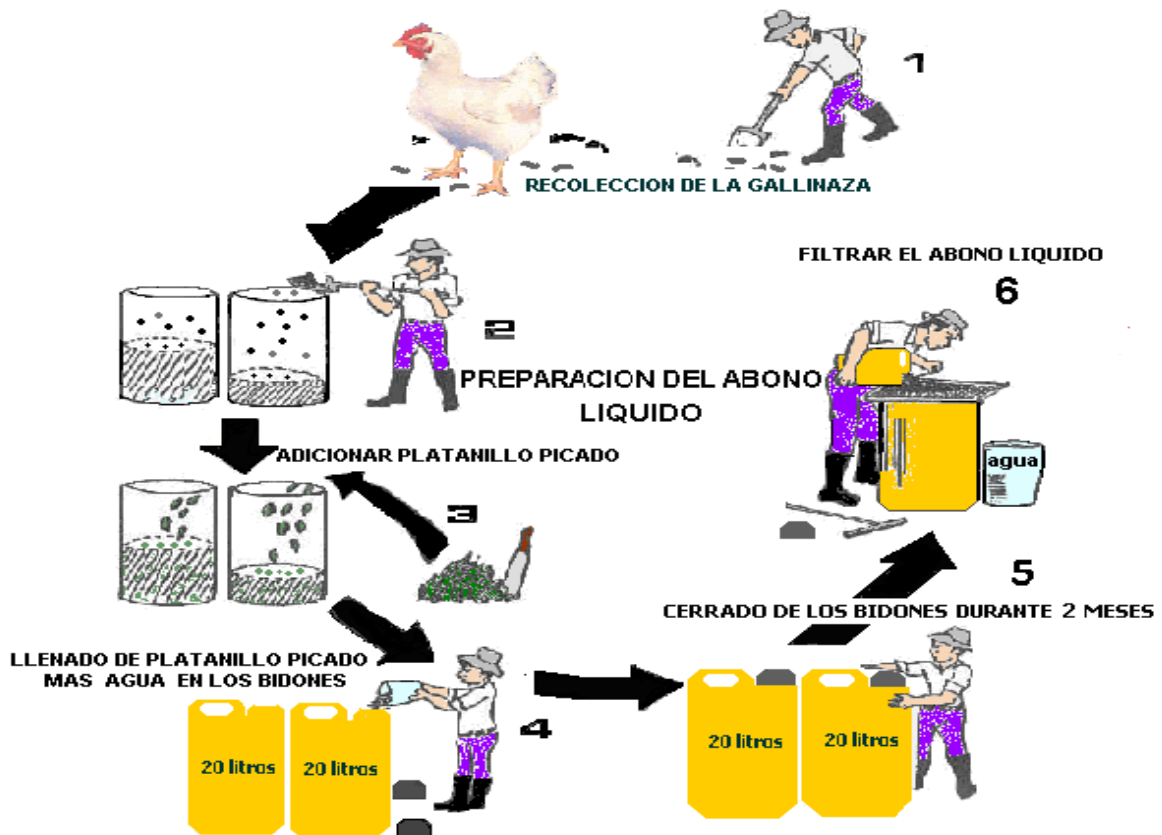 1
RECOLECCION DE LA GALLINAZA
2
PREPARACION DEL ABONO
LIQUIDO
ADICIONAR PLATANILLO PICADO
3
LLENADO DE PLATANILLO PICADO
MAS AGUA EN LOS BIDONES
20 litros
20 litros
4
CERRADO DE LOS BIDONES DURANTE 2 MESES
5
20 litros
20 litros
FILTRAR EL ABONO LIQUIDO
6
agua